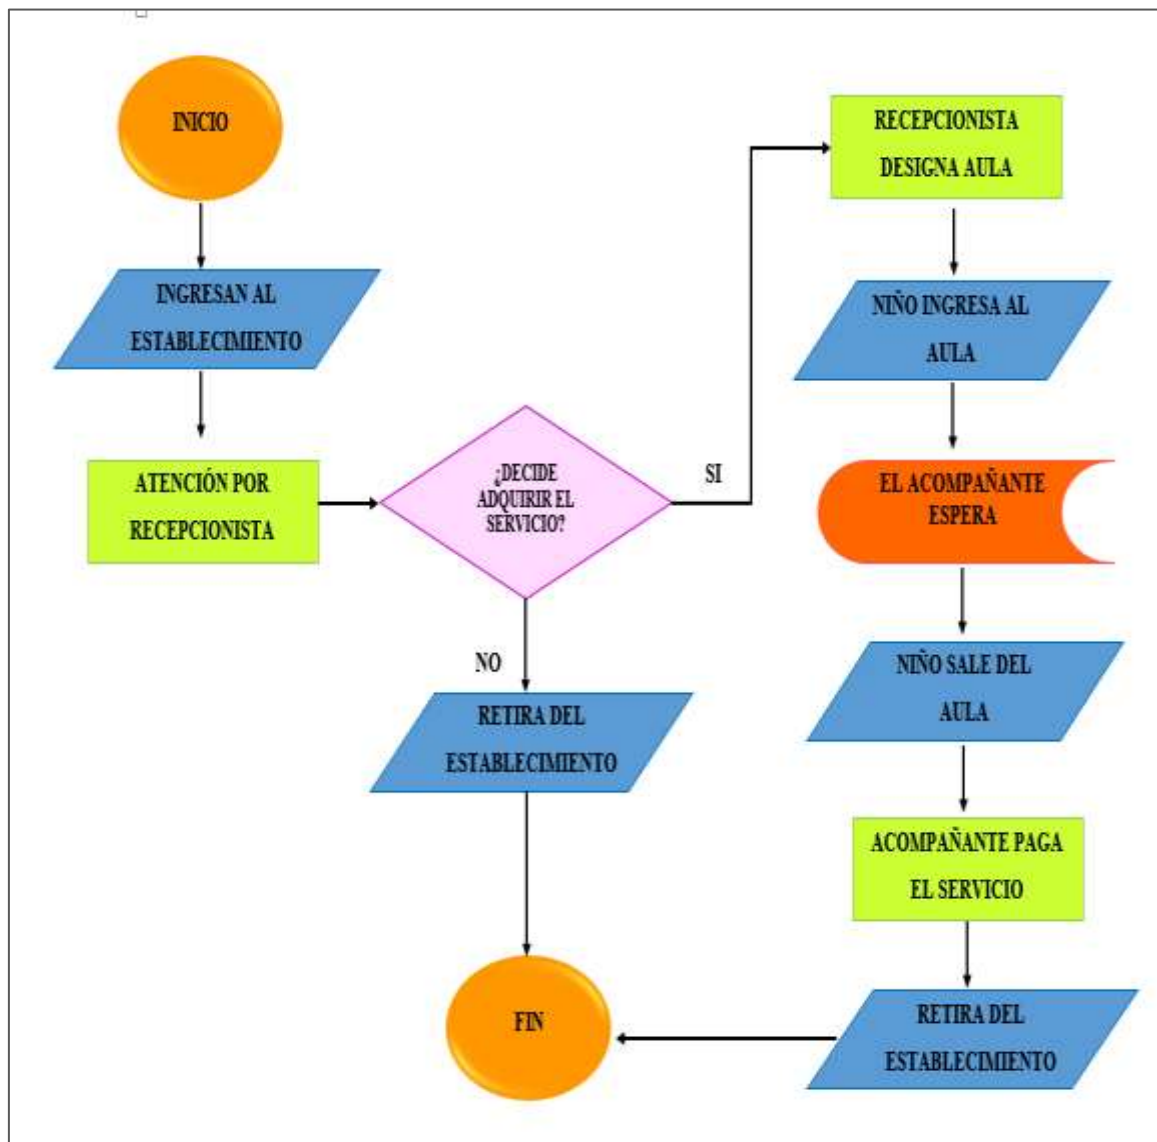 INICIO
INGRESAN AL
ESTABLECIMIENTO
ATENCIÓN POR
RECEPCIONISTA
¿DECIDE
ADQUIRIR EL
SERVICIO?
SI
NO
RETIRA DEL
ESTABLECIMIENTO
FIN
RECEPCIONISTA
DESIGNA AULA
NIÑO INGRESA AL
AULA
EL ACOMPAÑANTE
ESPERA
NIÑO SALE DEL
AULA
ACOMPAÑANTE PAGA
EL SERVICIO
RETIRA DEL
ESTABLECIMIENTO